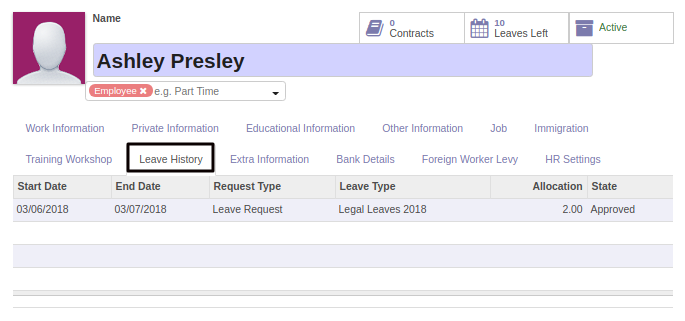 Name
0 Contracts
10 Leaves Left
Active
Ashley Presley
Employee ✖ e.g. Part Time
Work Information Private Information Educational Information Other Information Job Immigration
Training Workshop Leave History Extra Information Bank Details Foreign Worker Levy HR Settings
Start Date End Date Request Type Leave Type Allocation State
03/06/2018 03/07/2018 Leave Request Legal Leaves 2018 2.00 Approved